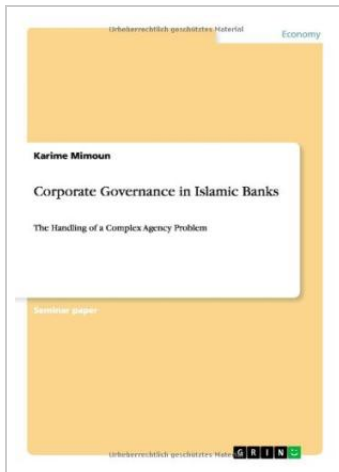 Urheberrechtlich geschütztes Material
Economy
Karime Mimoun
Corporate Governance in Islamic Banks
The Handling of a Complex Agency Problem
Seminar paper
Urheberrechtlich geschütztes Mater
GRIN